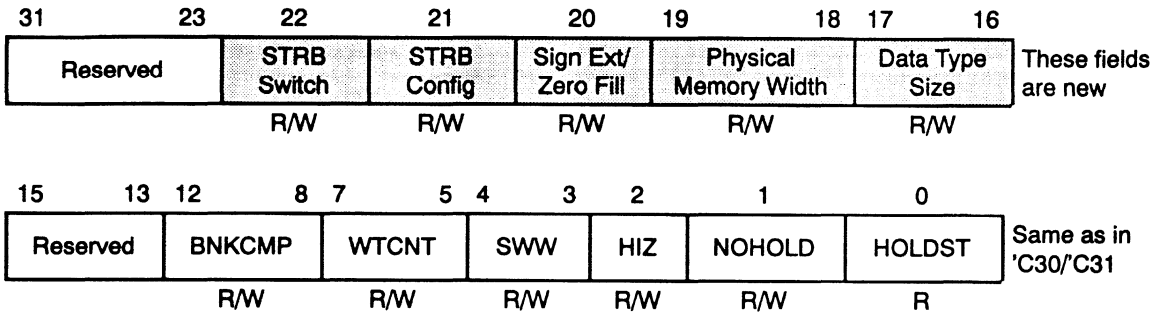 31 23 22 21 20 19 18 17 16
Reserved STRB Switch STRB Config Sign Ext/ Zero Fill Physical Memory Width Data Type Size These fields are new
R/W R/W R/W R/W R/W
15 13 12 8 7 5 4 3 2 1 0
Reserved BNKCMP WTCNT SWW HIZ NOHOLD HOLDST Same as in 'C30/'C31
R/W R/W R/W R/W R/W R